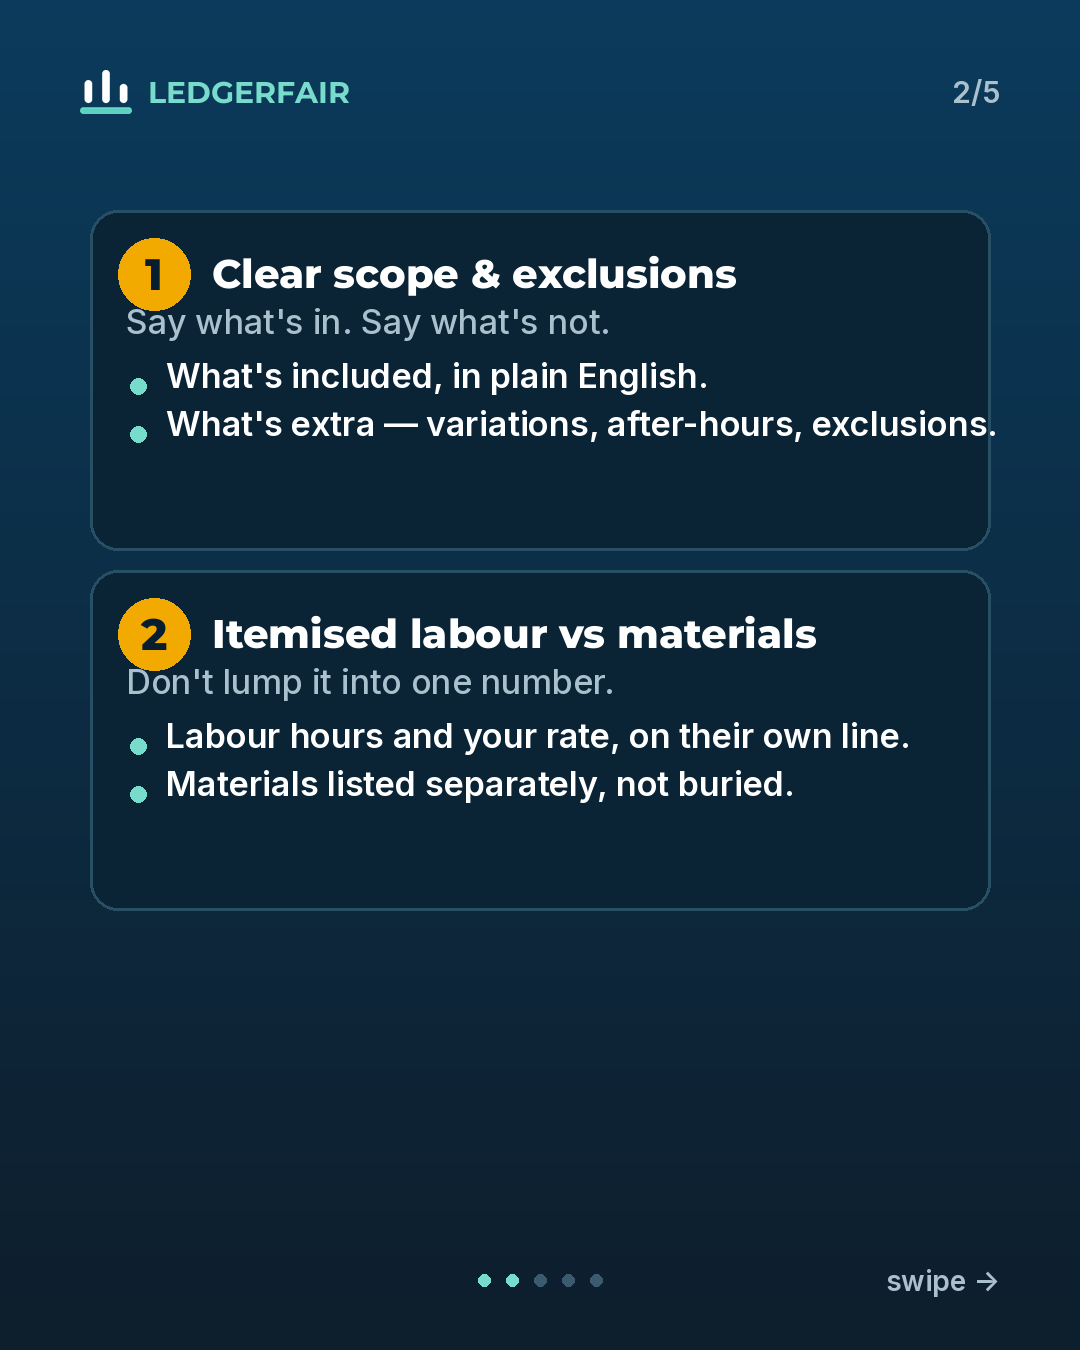 LEDGERFAIR
2/5
1 Clear scope & exclusions
Say what's in. Say what's not.
What's included, in plain English.
What's extra — variations, after-hours, exclusions.
2 Itemised labour vs materials
Don't lump it into one number.
Labour hours and your rate, on their own line.
Materials listed separately, not buried.
swipe →